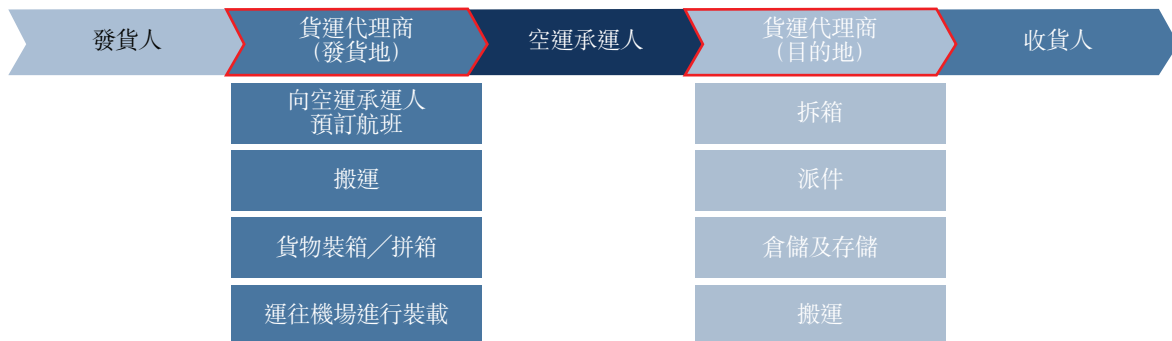 發貨人
貨運代理商
（發貨地）
空運承運人
貨運代理商
（目的地）
收貨人
向空運承運人
預訂航班
搬運
貨物裝箱／拼箱
運往機場進行裝載
拆箱
派件
倉儲及存儲
搬運